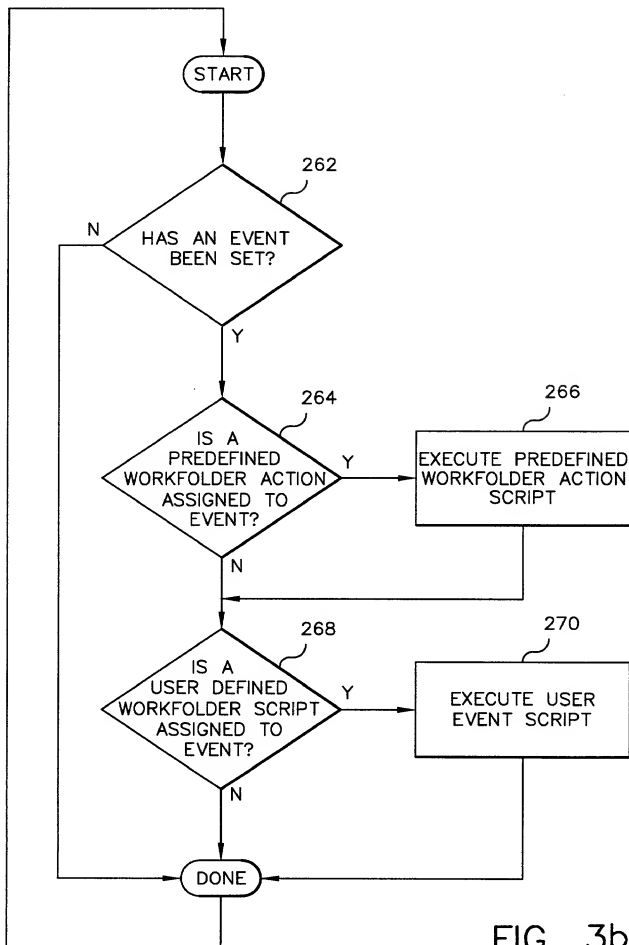 START
262
N
HAS AN EVENT
BEEN SET?
Y
264
266
IS A
PREDEFINED
WORKFOLDER ACTION
ASSIGNED TO
EVENT?
Y
EXECUTE PREDEFINED
WORKFOLDER ACTION
SCRIPT
N
268
270
IS A
USER DEFINED
WORKFOLDER SCRIPT
ASSIGNED TO
EVENT?
Y
EXECUTE USER
EVENT SCRIPT
N
DONE
FIG. 3b